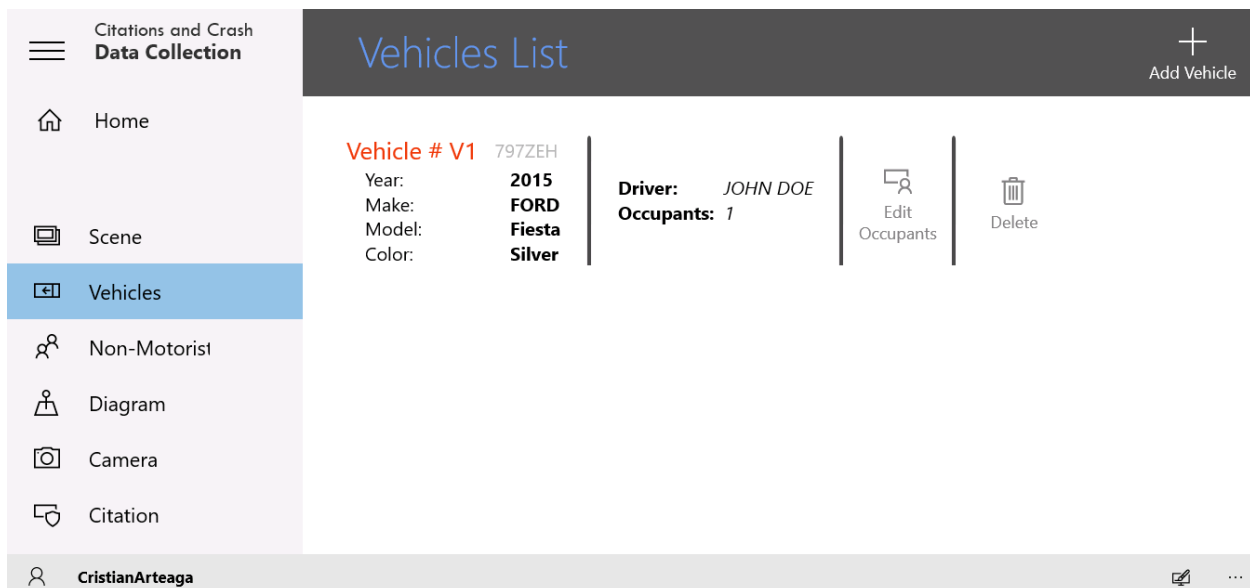 Citations and Crash
Data Collection
Home
Scene
Vehicles
Non-Motorist
Diagram
Camera
Citation
Vehicles List
Add Vehicle
Vehicle # V1 797ZEH
Year: 2015
Make: FORD
Model: Fiesta
Color: Silver
Driver: JOHN DOE
Occupants: 1
Edit
Occupants
Delete
CristianArteaga
...